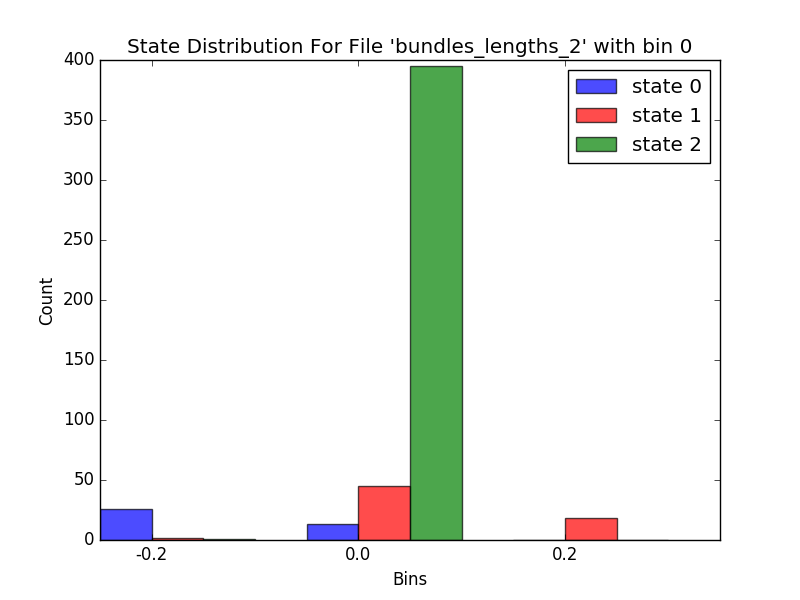 State Distribution For File 'bundles_lengths_2' with bin 0
400
350
300
250
200
150
100
50
0
Count
state 0
state 1
state 2
-0.2
0.0
0.2
Bins